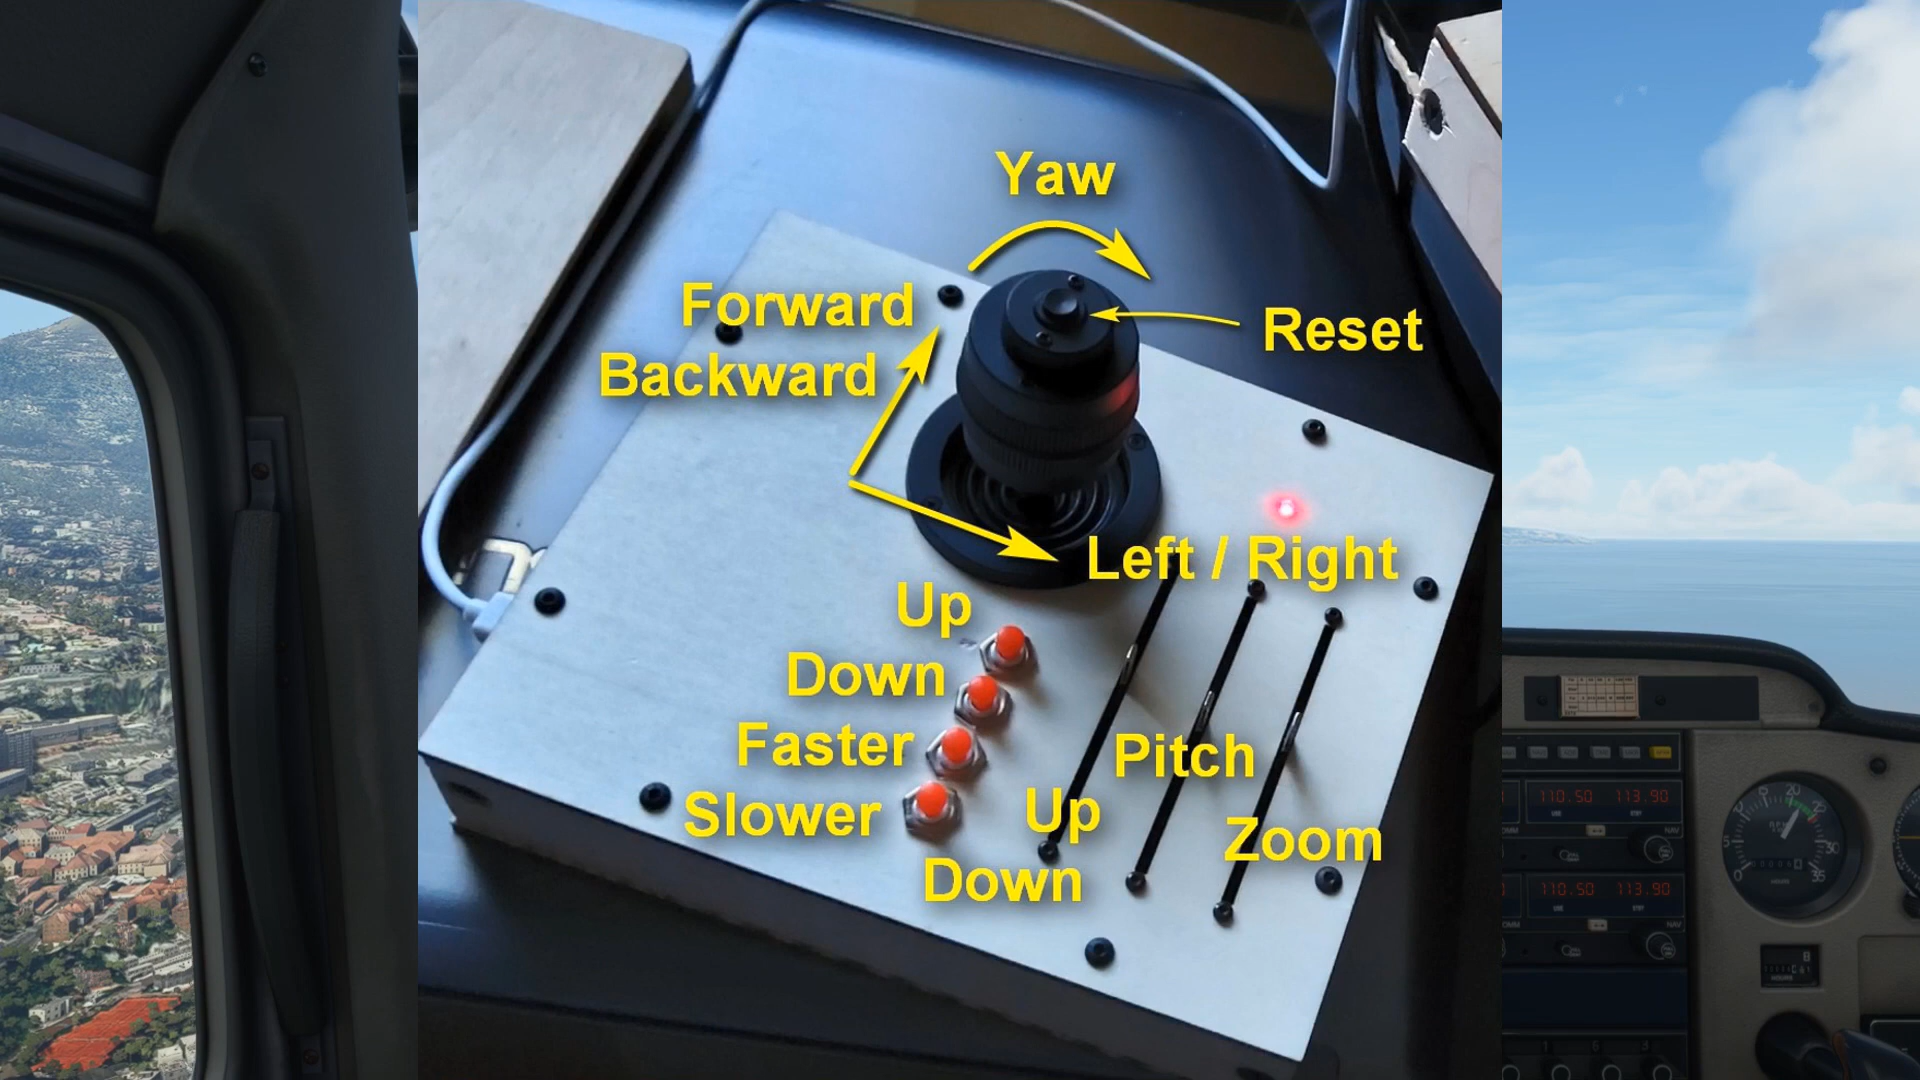 Yaw
Forward
Reset
Backward
Left / Right
Up
Down
Faster
Pitch
Slower
Up
Zoom
Down
110.50 113.90
110.50 113.90